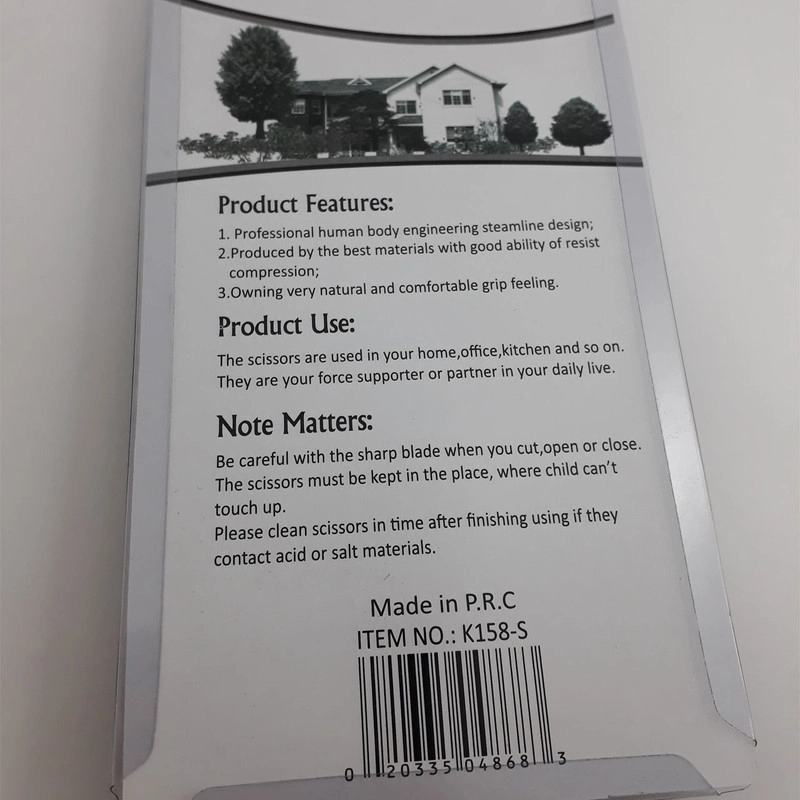 Product Features:
1. Professional human body engineering steamline design;
2.Produced by the best materials with good ability of resist
compression;
3.Owning very natural and comfortable grip feeling.
Product Use:
The scissors are used in your home,office,kitchen and so on.
They are your force supporter or partner in your daily live.
Note Matters:
Be careful with the sharp blade when you cut,open or close.
The scissors must be kept in the place, where child can't
touch up.
Please clean scissors in time after finishing using if they
contact acid or salt materials.
Made in P.R.C
ITEM NO.: K158-S
0 20335 04868 3